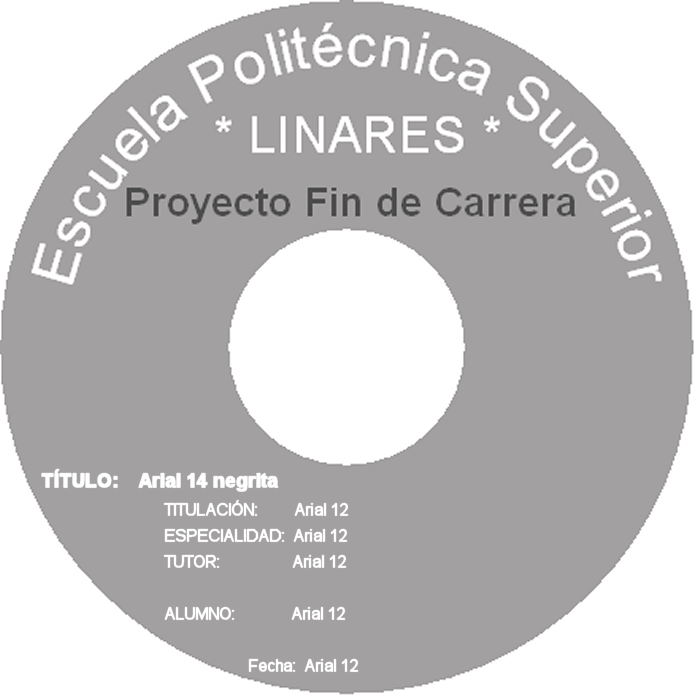 Escuela Politécnica Superior
* LINARES *
Proyecto Fin de Carrera
TÍTULO: Arial 14 negrita
TITULACIÓN: Arial 12
ESPECIALIDAD: Arial 12
TUTOR: Arial 12
ALUMNO: Arial 12
Fecha: Arial 12